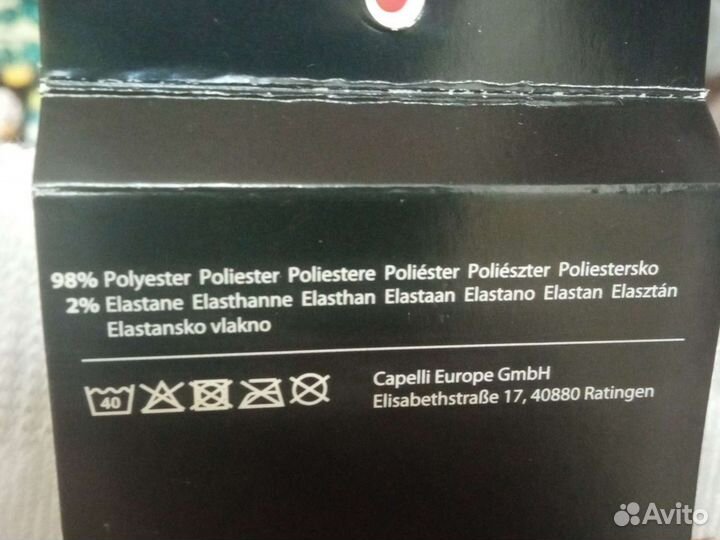 98% Polyester Poliester Poliestere Poliéster Poliészter Poliestersko
2% Elastane Elasthanne Elasthan Elastaan Elastano Elastan Elasztán
Elastansko vlakno
40
Capelli Europe GmbH
Elisabethstraße 17, 40880 Ratingen
Avito